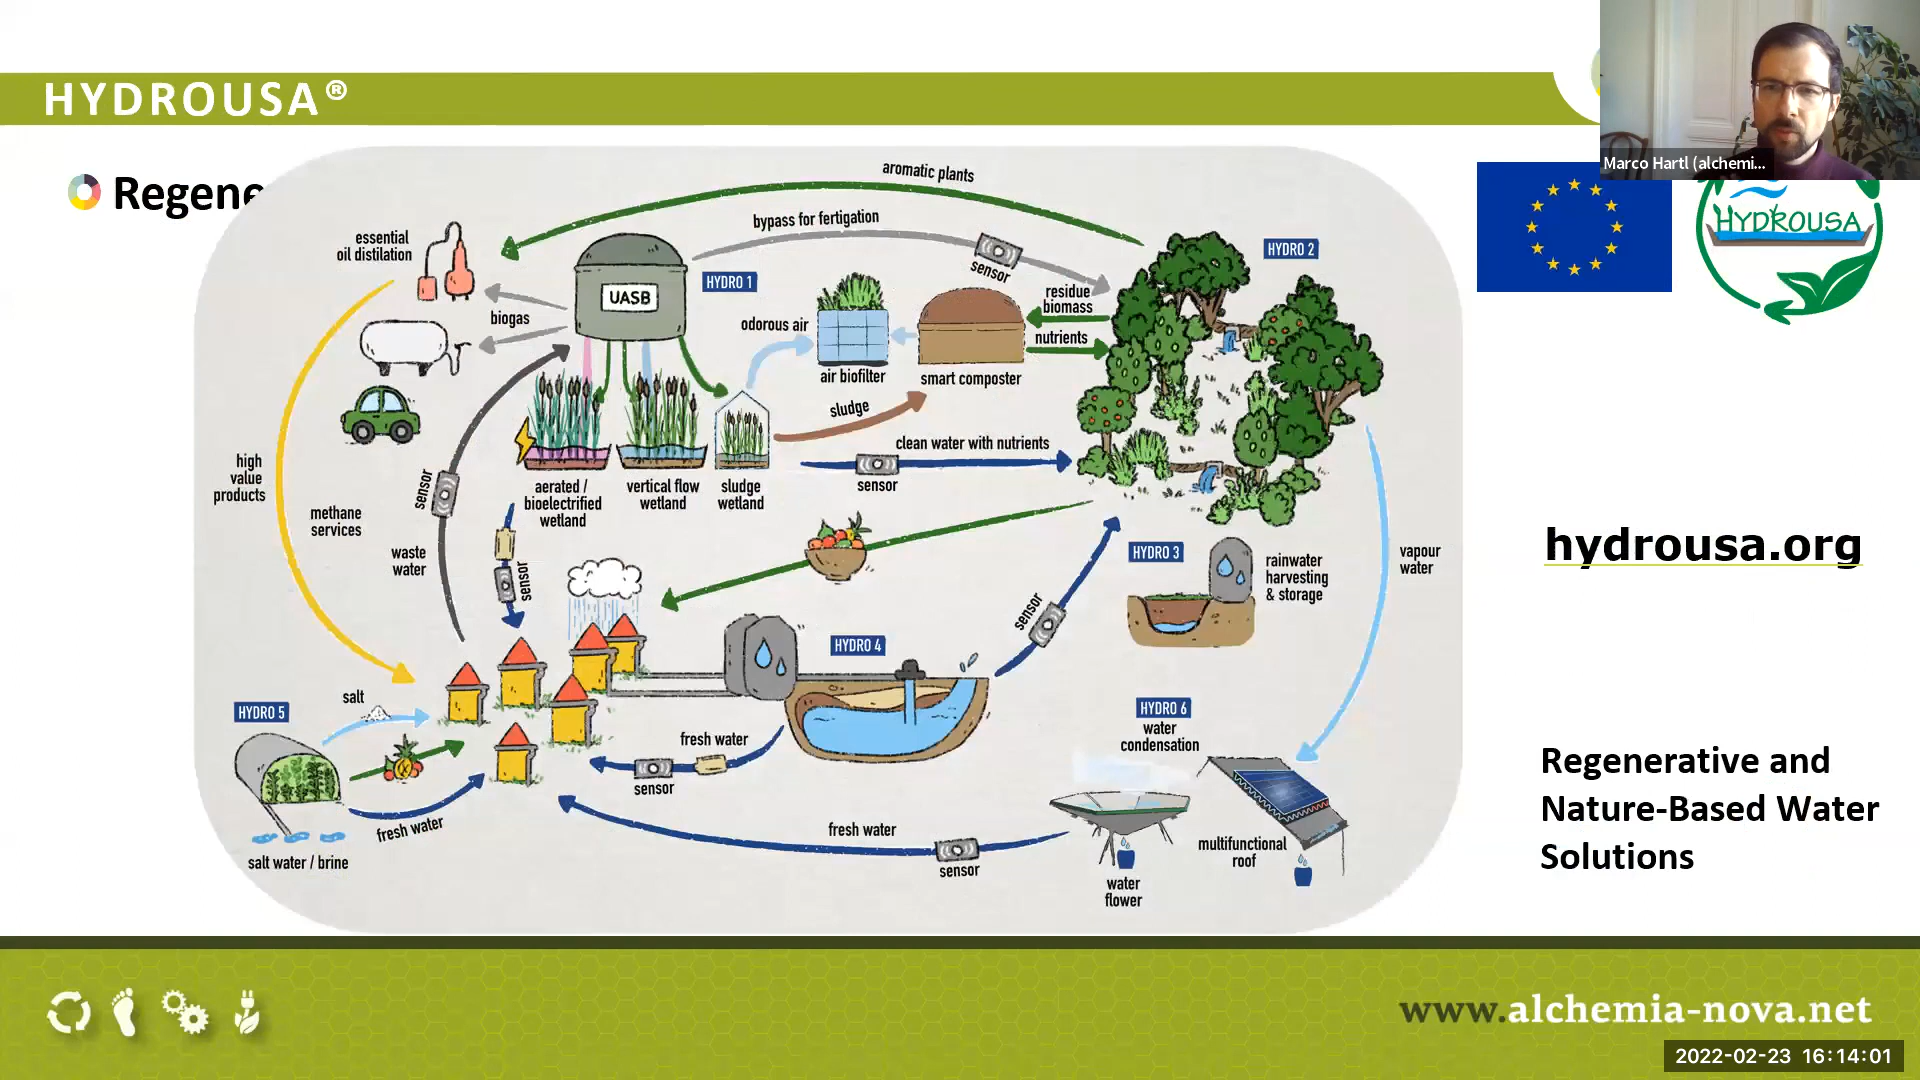 HYDROUSA®
Marco Hartl (alchemi...
Regene
HYDROUSA
aromatic plants
bypass for fertigation
essential
oil distilation
UASB
HYDRO 1
sensor
HYDRO 2
biogas
odorous air
residue
biomass
nutrients
air biofilter
smart composter
sludge
clean water with nutrients
sensor
high
value
products
sensor
aerated /
bioelectrified
wetland
vertical flow
wetland
sludge
wetland
methane
services
waste
water
sensor
HYDRO 3
rainwater
harvesting
& storage
vapour
water
hydrousa.org
sensor
HYDRO 4
salt
HYDRO 5
fresh water
sensor
HYDRO 6
water
condensation
fresh water
salt water / brine
fresh water
sensor
multifunctional
roof
water
flower
Regenerative and
Nature-Based Water
Solutions
www.alchemia-nova.net
2022-02-23 16:14:01